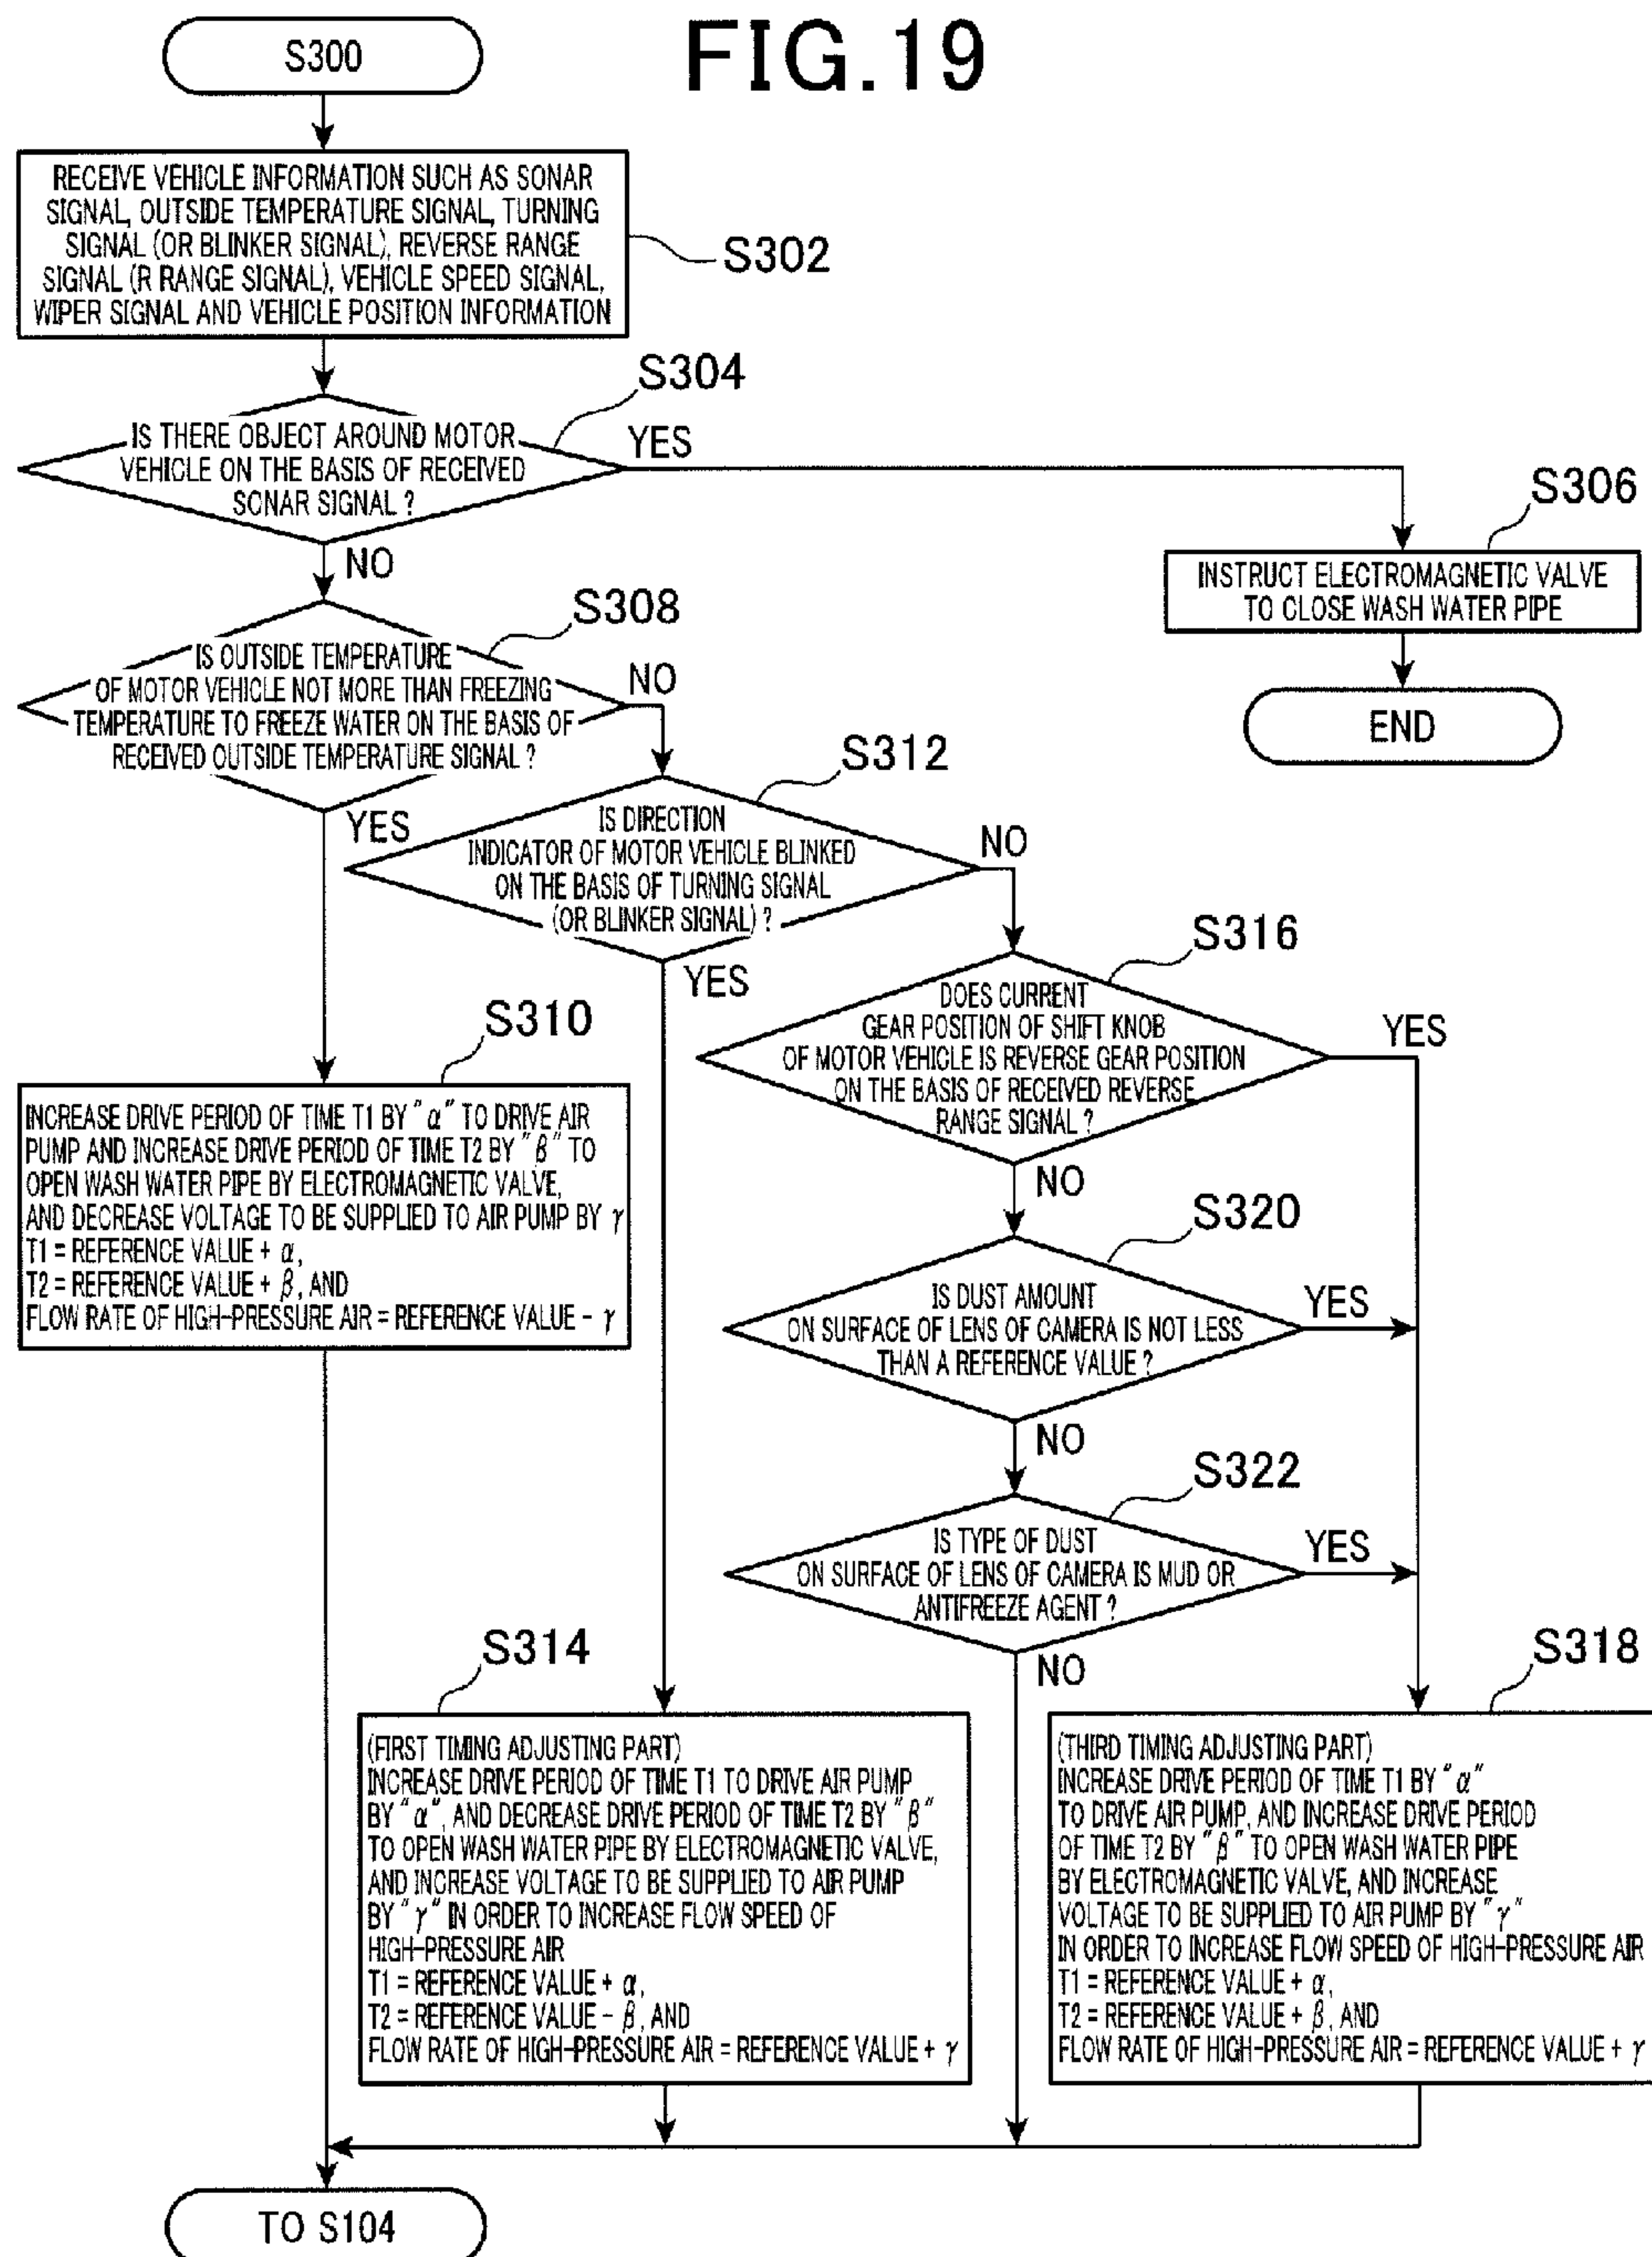 FIG.19
S300
RECEIVE VEHICLE INFORMATION SUCH AS SONAR
SIGNAL, OUTSIDE TEMPERATURE SIGNAL, TURNING
SIGNAL (OR BLINKER SIGNAL), REVERSE RANGE
SIGNAL (R RANGE SIGNAL), VEHICLE SPEED SIGNAL,
WIPER SIGNAL AND VEHICLE POSITION INFORMATION
S302
S304
IS THERE OBJECT AROUND MOTOR
VEHICLE ON THE BASIS OF RECEIVED
SONAR SIGNAL ?
YES
NO
S306
INSTRUCT ELECTROMAGNETIC VALVE
TO CLOSE WASH WATER PIPE
END
S308
IS OUTSIDE TEMPERATURE
OF MOTOR VEHICLE NOT MORE THAN FREEZING
TEMPERATURE TO FREEZE WATER ON THE BASIS OF
RECEIVED OUTSIDE TEMPERATURE SIGNAL ?
NO
YES
S312
IS DIRECTION
INDICATOR OF MOTOR VEHICLE BLINKED
ON THE BASIS OF TURNING SIGNAL
(OR BLINKER SIGNAL) ?
NO
YES
S316
DOES CURRENT
GEAR POSITION OF SHIFT KNOB
OF MOTOR VEHICLE IS REVERSE GEAR POSITION
ON THE BASIS OF RECEIVED REVERSE
RANGE SIGNAL ?
YES
NO
S310
INCREASE DRIVE PERIOD OF TIME T1 BY "α" TO DRIVE AIR
PUMP AND INCREASE DRIVE PERIOD OF TIME T2 BY "β" TO
OPEN WASH WATER PIPE BY ELECTROMAGNETIC VALVE,
AND DECREASE VOLTAGE TO BE SUPPLIED TO AIR PUMP BY γ
T1 = REFERENCE VALUE + α,
T2 = REFERENCE VALUE + β, AND
FLOW RATE OF HIGH-PRESSURE AIR = REFERENCE VALUE - γ
S320
IS DUST AMOUNT
ON SURFACE OF LENS OF CAMERA IS NOT LESS
THAN A REFERENCE VALUE ?
YES
NO
S322
IS TYPE OF DUST
ON SURFACE OF LENS OF CAMERA IS MUD OR
ANTIFREEZE AGENT ?
YES
NO
S314
(FIRST TIMING ADJUSTING PART)
INCREASE DRIVE PERIOD OF TIME T1 TO DRIVE AIR PUMP
BY "α", AND DECREASE DRIVE PERIOD OF TIME T2 BY "β"
TO OPEN WASH WATER PIPE BY ELECTROMAGNETIC VALVE,
AND INCREASE VOLTAGE TO BE SUPPLIED TO AIR PUMP
BY "γ" IN ORDER TO INCREASE FLOW SPEED OF
HIGH-PRESSURE AIR
T1 = REFERENCE VALUE + α,
T2 = REFERENCE VALUE - β, AND
FLOW RATE OF HIGH-PRESSURE AIR = REFERENCE VALUE + γ
S318
(THIRD TIMING ADJUSTING PART)
INCREASE DRIVE PERIOD OF TIME T1 BY "α"
TO DRIVE AIR PUMP, AND INCREASE DRIVE PERIOD
OF TIME T2 BY "β" TO OPEN WASH WATER PIPE
BY ELECTROMAGNETIC VALVE, AND INCREASE
VOLTAGE TO BE SUPPLIED TO AIR PUMP BY "γ"
IN ORDER TO INCREASE FLOW SPEED OF HIGH-PRESSURE AIR
T1 = REFERENCE VALUE + α,
T2 = REFERENCE VALUE + β, AND
FLOW RATE OF HIGH-PRESSURE AIR = REFERENCE VALUE + γ
TO S104